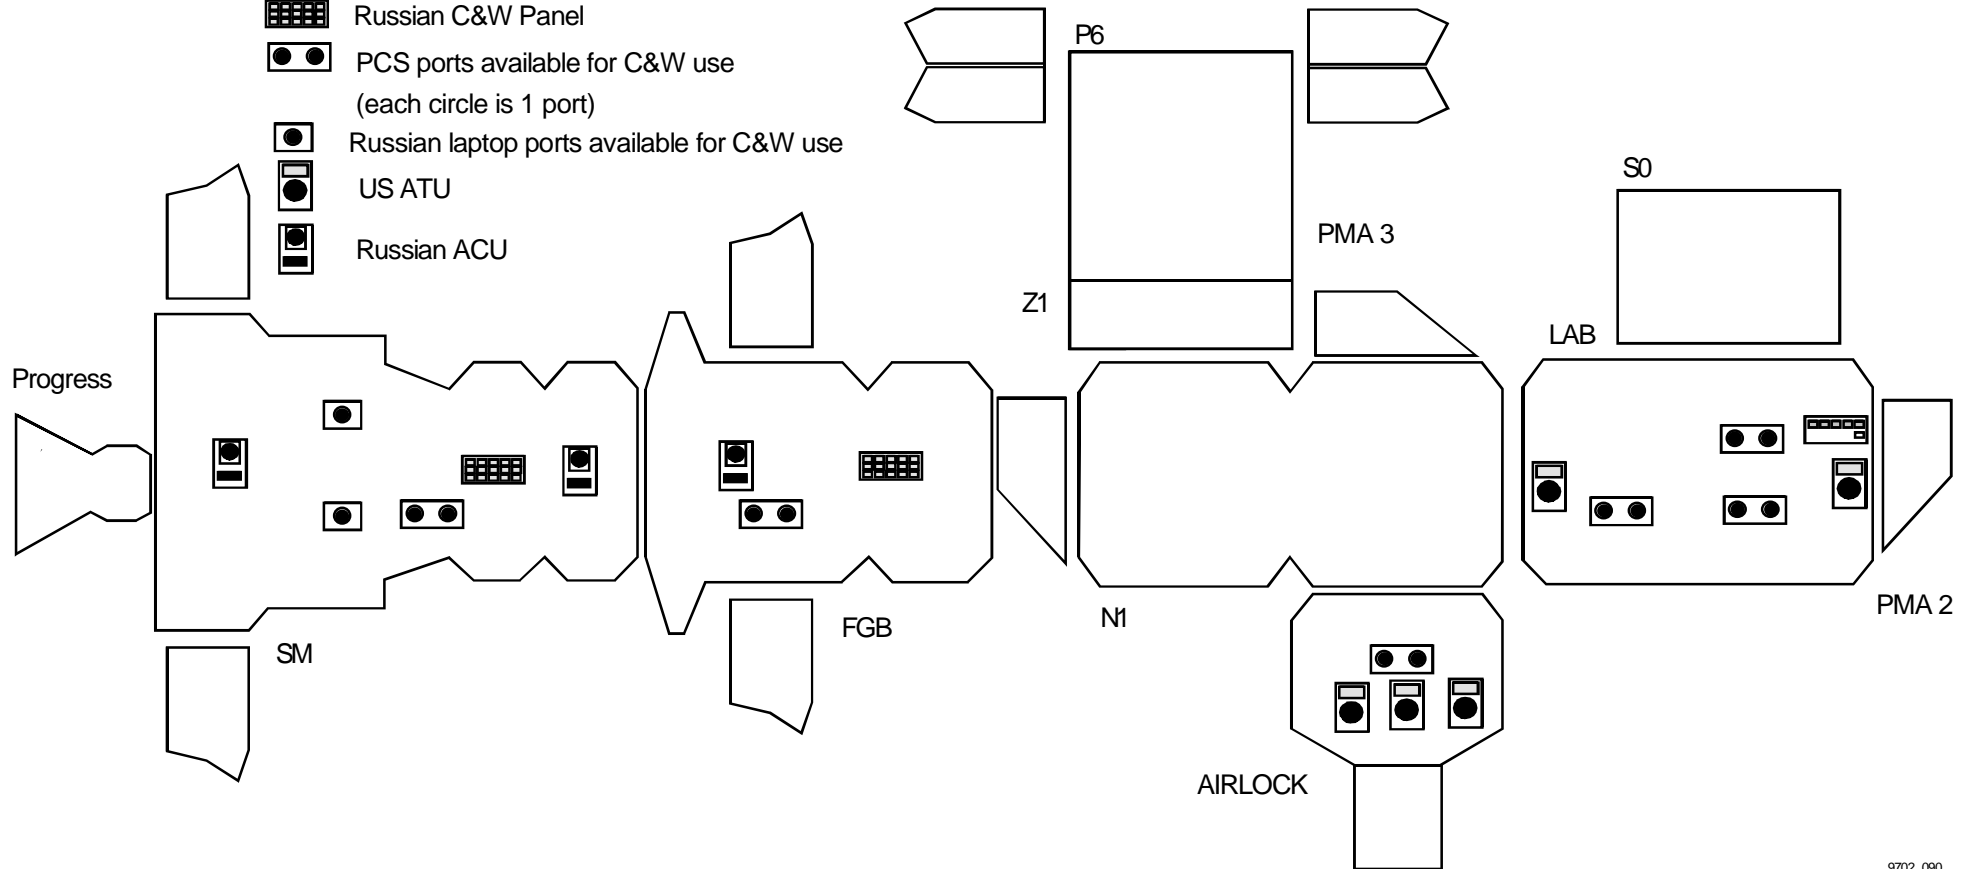 Russian C&W Panel
PCS ports available for C&W use
(each circle is 1 port)
Russian laptop ports available for C&W use
US ATU
Russian ACU
P6
S0
PMA 3
Z1
LAB
Progress
N1
PMA 2
FGB
SM
AIRLOCK
9702_090